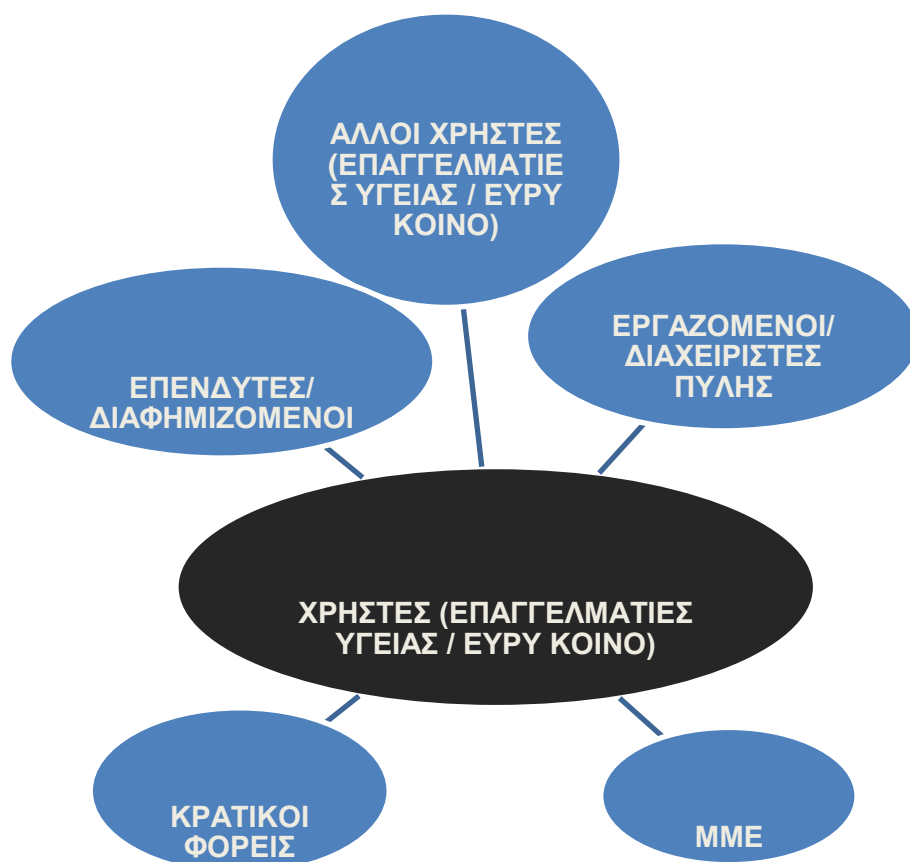 ΑΛΛΟΙ ΧΡΗΣΤΕΣ
(ΕΠΑΓΓΕΛΜΑΤΙΕ
Σ ΥΓΕΙΑΣ / ΕΥΡΥ
ΚΟΙΝΟ)
ΕΡΓΑΖΟΜΕΝΟΙ/
ΔΙΑΧΕΙΡΙΣΤΕΣ
ΠΥΛΗΣ
ΕΠΕΝΔΥΤΕΣ/
ΔΙΑΦΗΜΙΖΟΜΕΝΟΙ
ΧΡΗΣΤΕΣ (ΕΠΑΓΓΕΛΜΑΤΙΕΣ
ΥΓΕΙΑΣ / ΕΥΡΥ ΚΟΙΝΟ)
ΚΡΑΤΙΚΟΙ
ΦΟΡΕΙΣ
ΜΜΕ